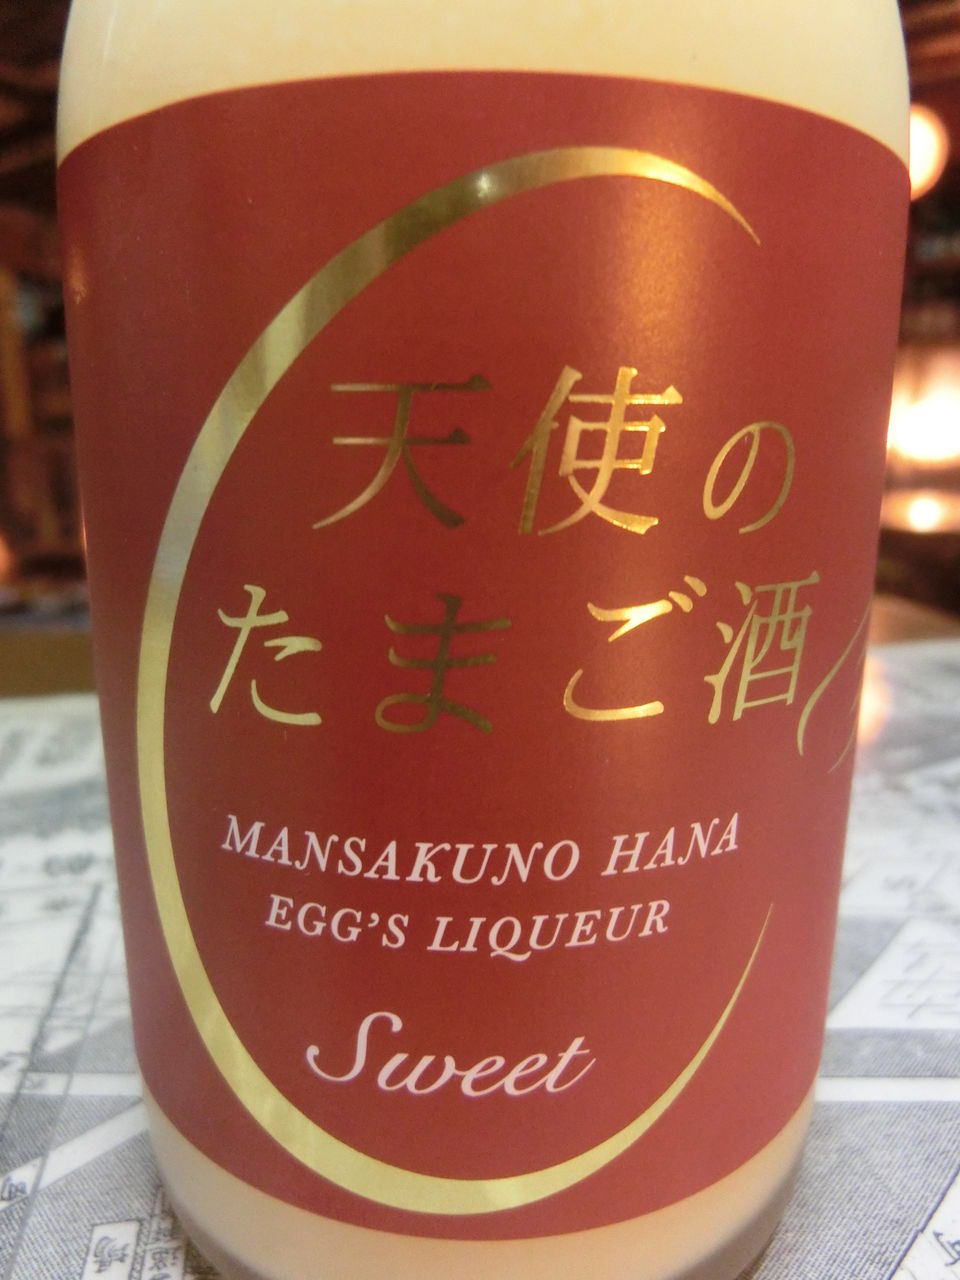 天使の
たまご酒
MANSAKUNO HANA
EGG'S LIQUEUR
Sweet